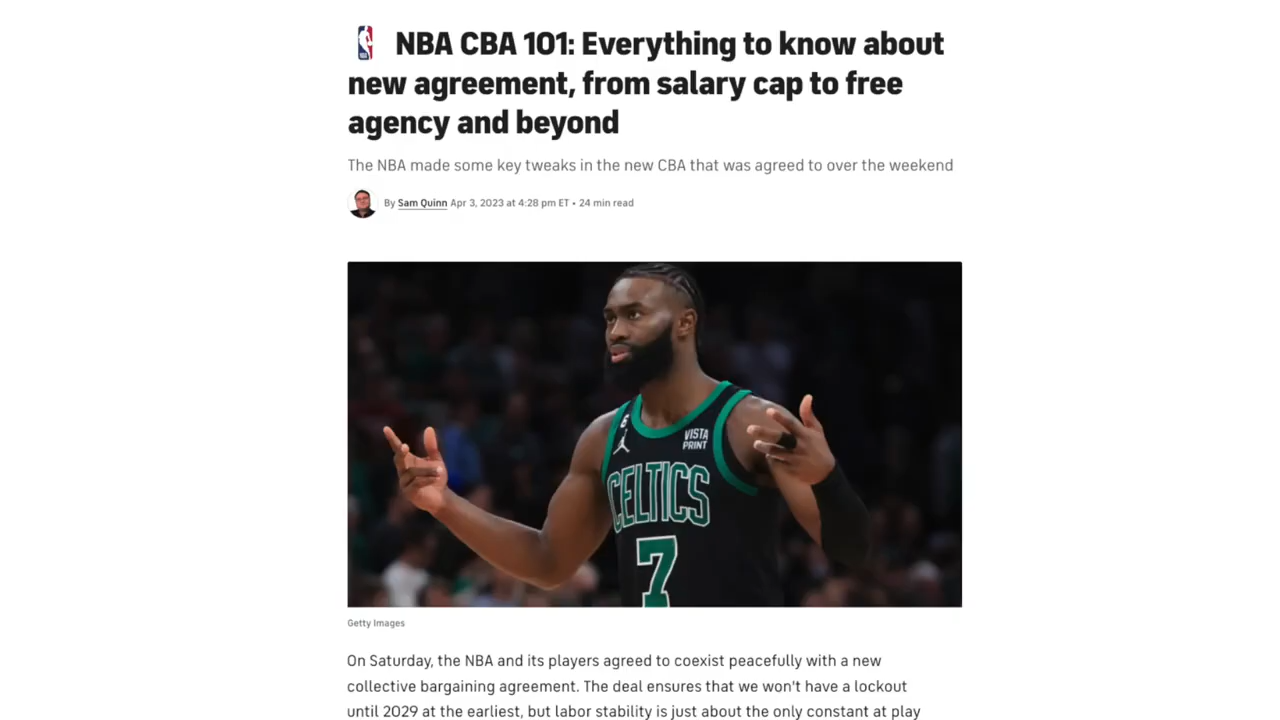 NBA CBA 101: Everything to know about
new agreement, from salary cap to free
agency and beyond
The NBA made some key tweaks in the new CBA that was agreed to over the weekend
By Sam Quinn Apr 3, 2023 at 4:28 pm ET • 24 min read
6
VISTA
PRINT
CELTICS
7
Getty Images
On Saturday, the NBA and its players agreed to coexist peacefully with a new
collective bargaining agreement. The deal ensures that we won't have a lockout
until 2029 at the earliest, but labor stability is just about the only constant at play